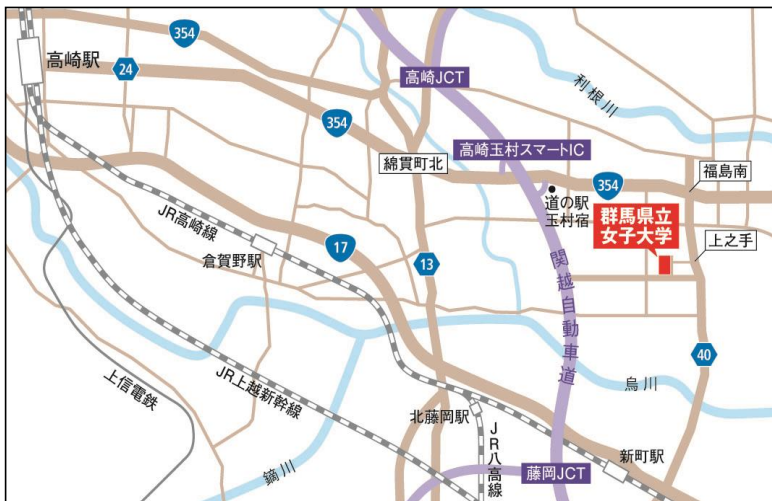 354
高崎駅
24
高崎JCT
利根川
354
高崎玉村スマートIC
綿貫町北
福島南
354
道の駅
玉村宿
群馬県立
女子大学
上之手
JR高崎線
17
倉賀野駅
13
関越自動車道
40
上信電鉄
JR上越新幹線
烏川
北藤岡駅
JR八高線
新町駅
鏑川
藤岡JCT